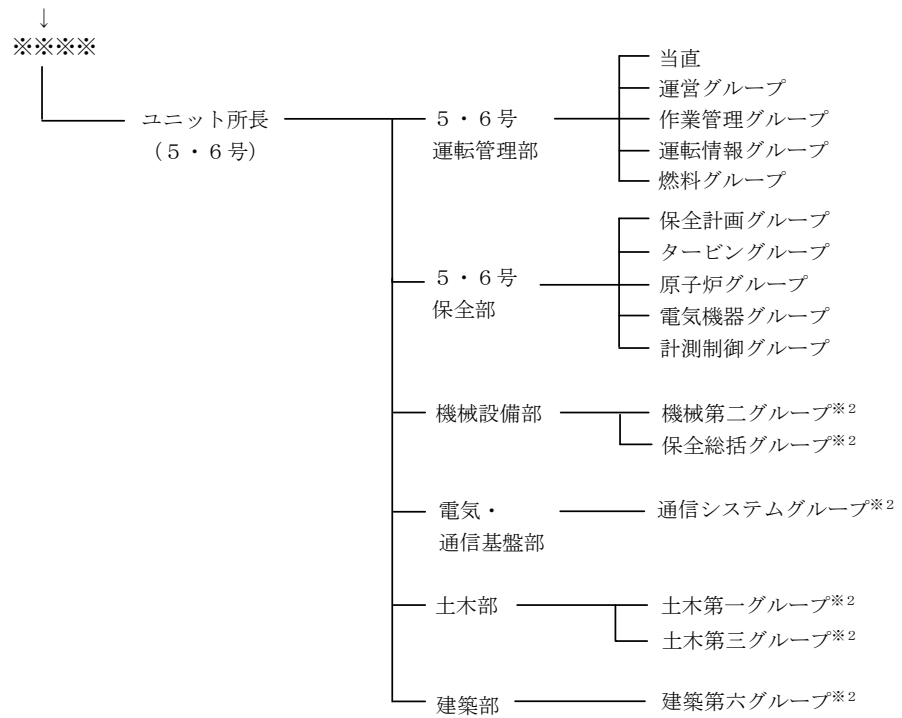 ↓
※※※※
ユニット所長
（５・６号）
５・６号
運転管理部
当直
運営グループ
作業管理グループ
運転情報グループ
燃料グループ
５・６号
保全部
保全計画グループ
タービングループ
原子炉グループ
電気機器グループ
計測制御グループ
機械設備部
機械第二グループ※２
保全総括グループ※２
電気・
通信基盤部
通信システムグループ※２
土木部
土木第一グループ※２
土木第三グループ※２
建築部
建築第六グループ※２